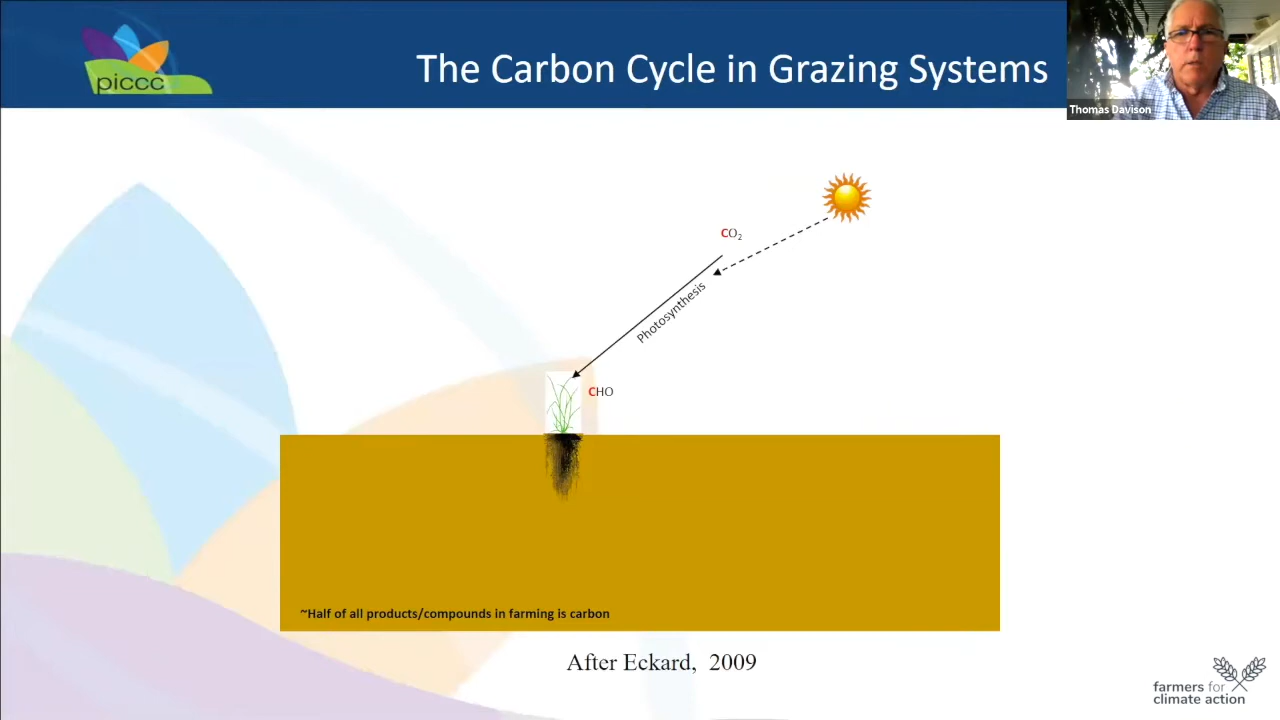 piccc
The Carbon Cycle in Grazing Systems
Thomas Davison
CO₂
Photosynthesis
CHO
~Half of all products/compounds in farming is carbon
After Eckard, 2009
farmers for
climate action